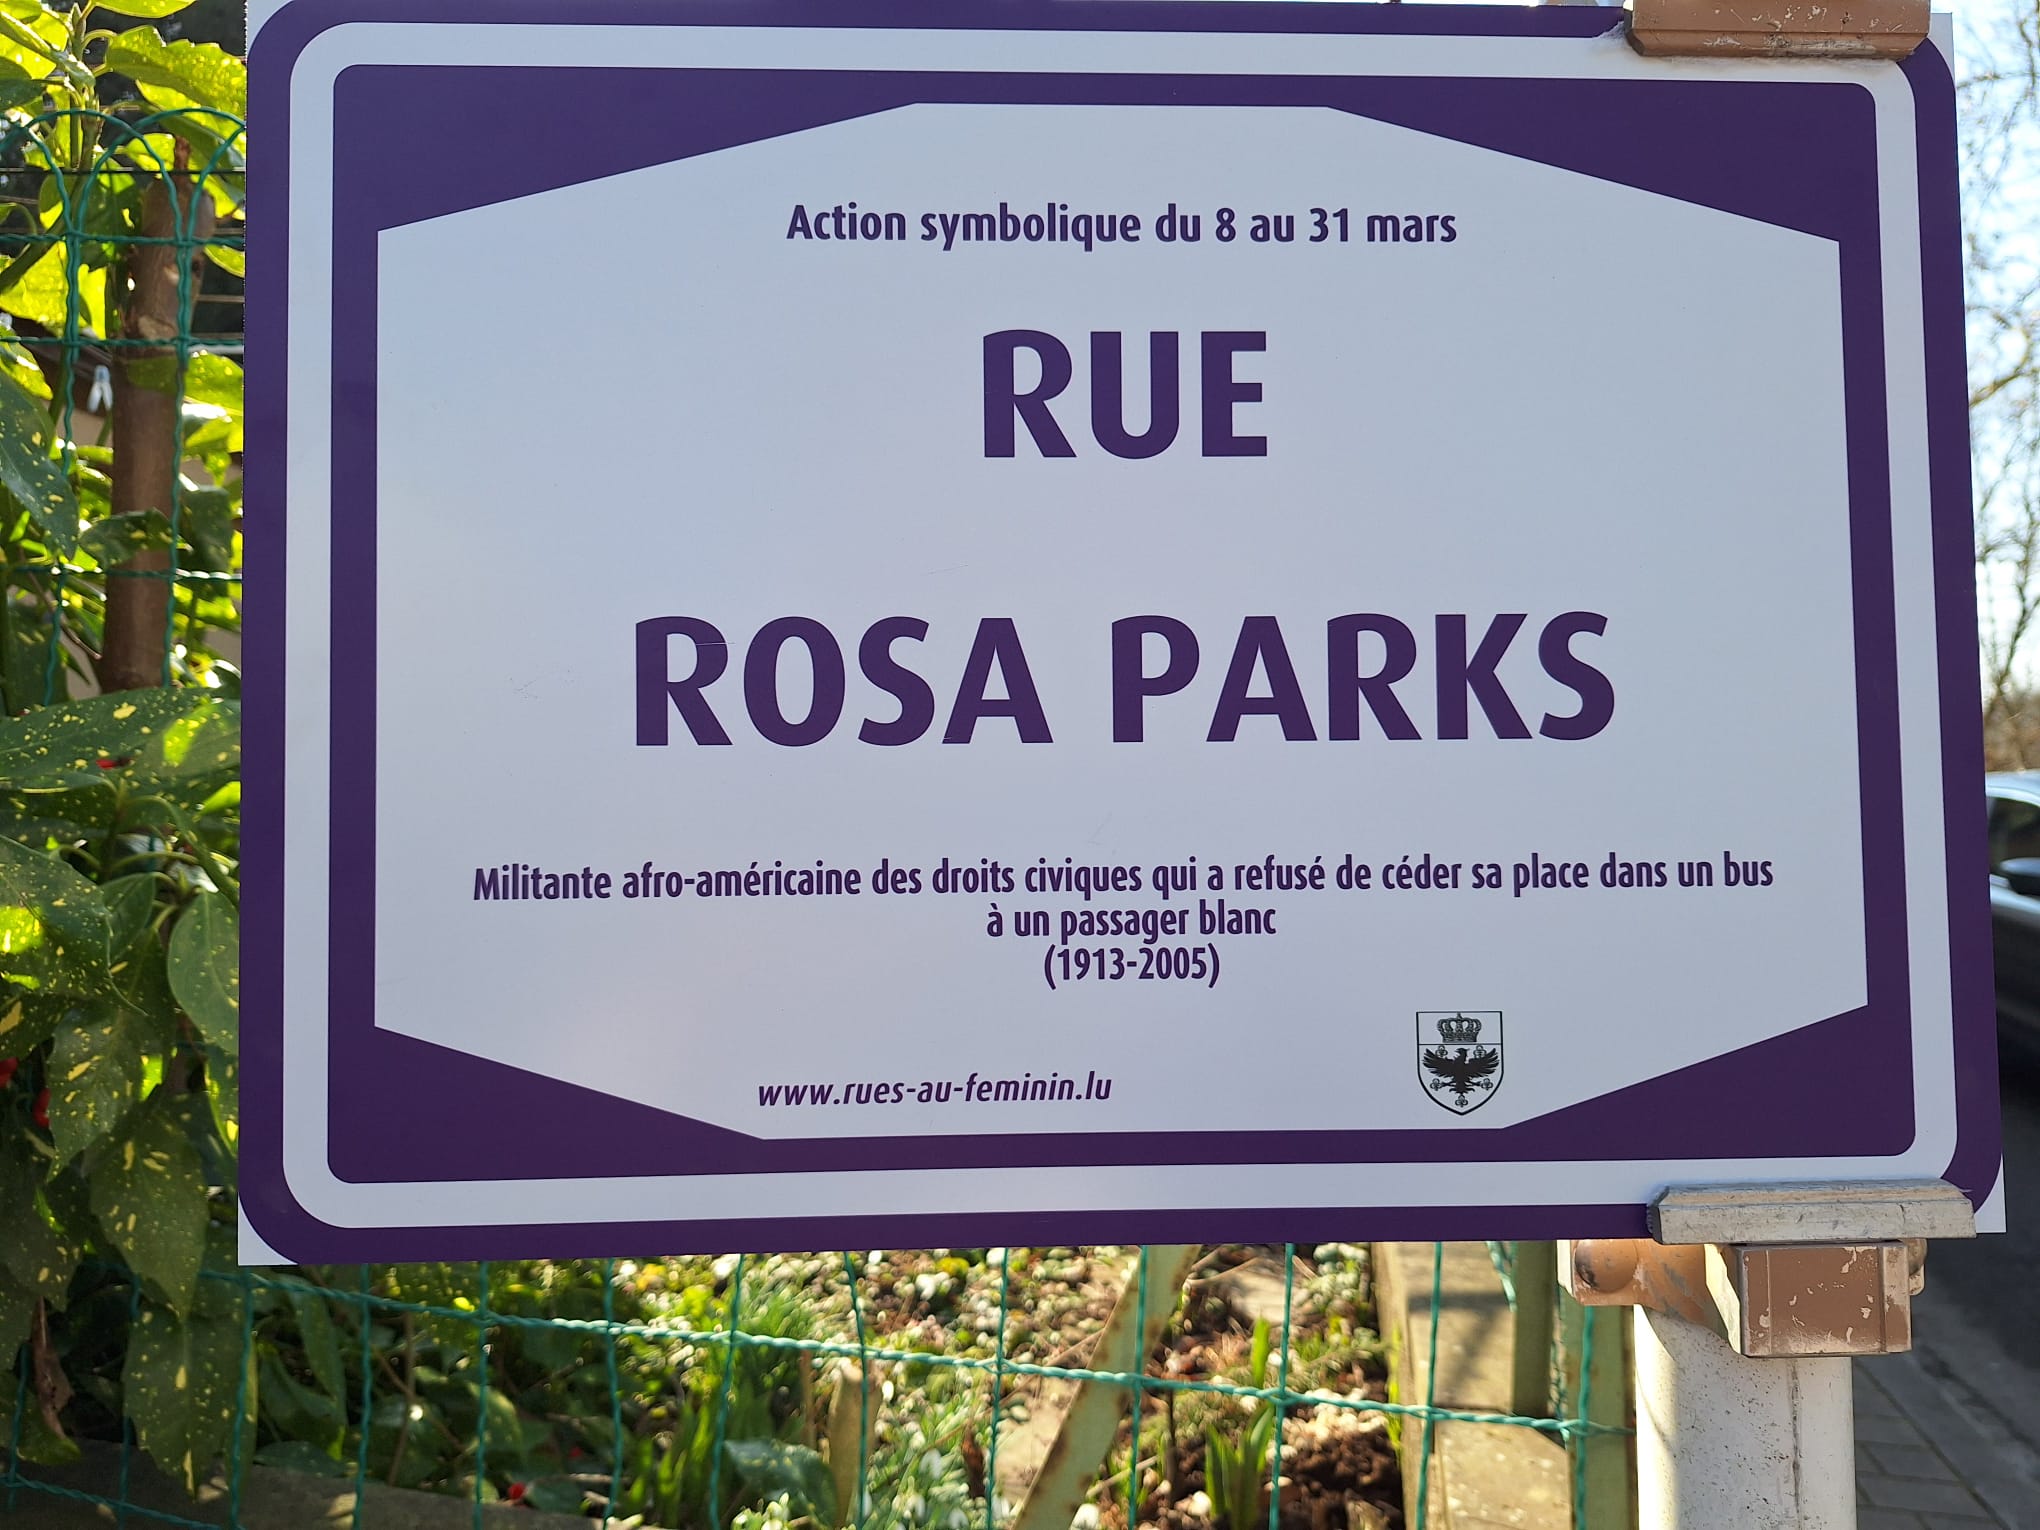 Action symbolique du 8 au 31 mars
RUE
ROSA PARKS
Militante afro-américaine des droits civiques qui a refusé de céder sa place dans un bus
à un passager blanc
(1913-2005)
www.rues-au-feminin.lu